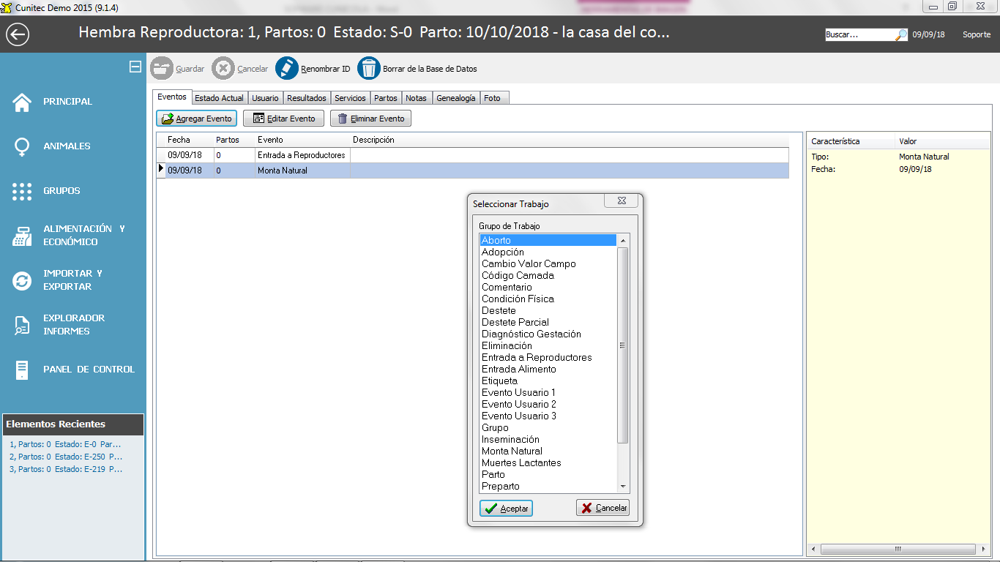 Cunitec Demo 2015 (9.1.4)
Hembra Reproductora: 1, Partos: 0 Estado: S-0 Parto: 10/10/2018 - la casa del co...
Buscar...
09/09/18
Soporte
Guardar
Cancelar
Renombrar ID
Borrar de la Base de Datos
PRINCIPAL
ANIMALES
GRUPOS
ALIMENTACIÓN Y
ECONÓMICO
IMPORTAR Y
EXPORTAR
EXPLORADOR
INFORMES
PANEL DE CONTROL
Elementos Recientes
1, Partos: 0 Estado: E-0 Par...
2, Partos: 0 Estado: E-250 P...
3, Partos: 0 Estado: E-219 P...
Eventos Estado Actual Usuario Resultados Servicios Partos Notas Genealogía Foto
Agregar Evento Editar Evento Eliminar Evento
Fecha Partos Evento Descripción
09/09/18 0 Entrada a Reproductores
09/09/18 0 Monta Natural
Característica Valor
Tipo: Monta Natural
Fecha: 09/09/18
Seleccionar Trabajo
Grupo de Trabajo
Aborto
Adopción
Cambio Valor Campo
Código Camada
Comentario
Condición Física
Destete
Destete Parcial
Diagnóstico Gestación
Eliminación
Entrada a Reproductores
Entrada Alimento
Etiqueta
Evento Usuario 1
Evento Usuario 2
Evento Usuario 3
Grupo
Inseminación
Monta Natural
Muertes Lactantes
Parto
Preparto
Aceptar
Cancelar